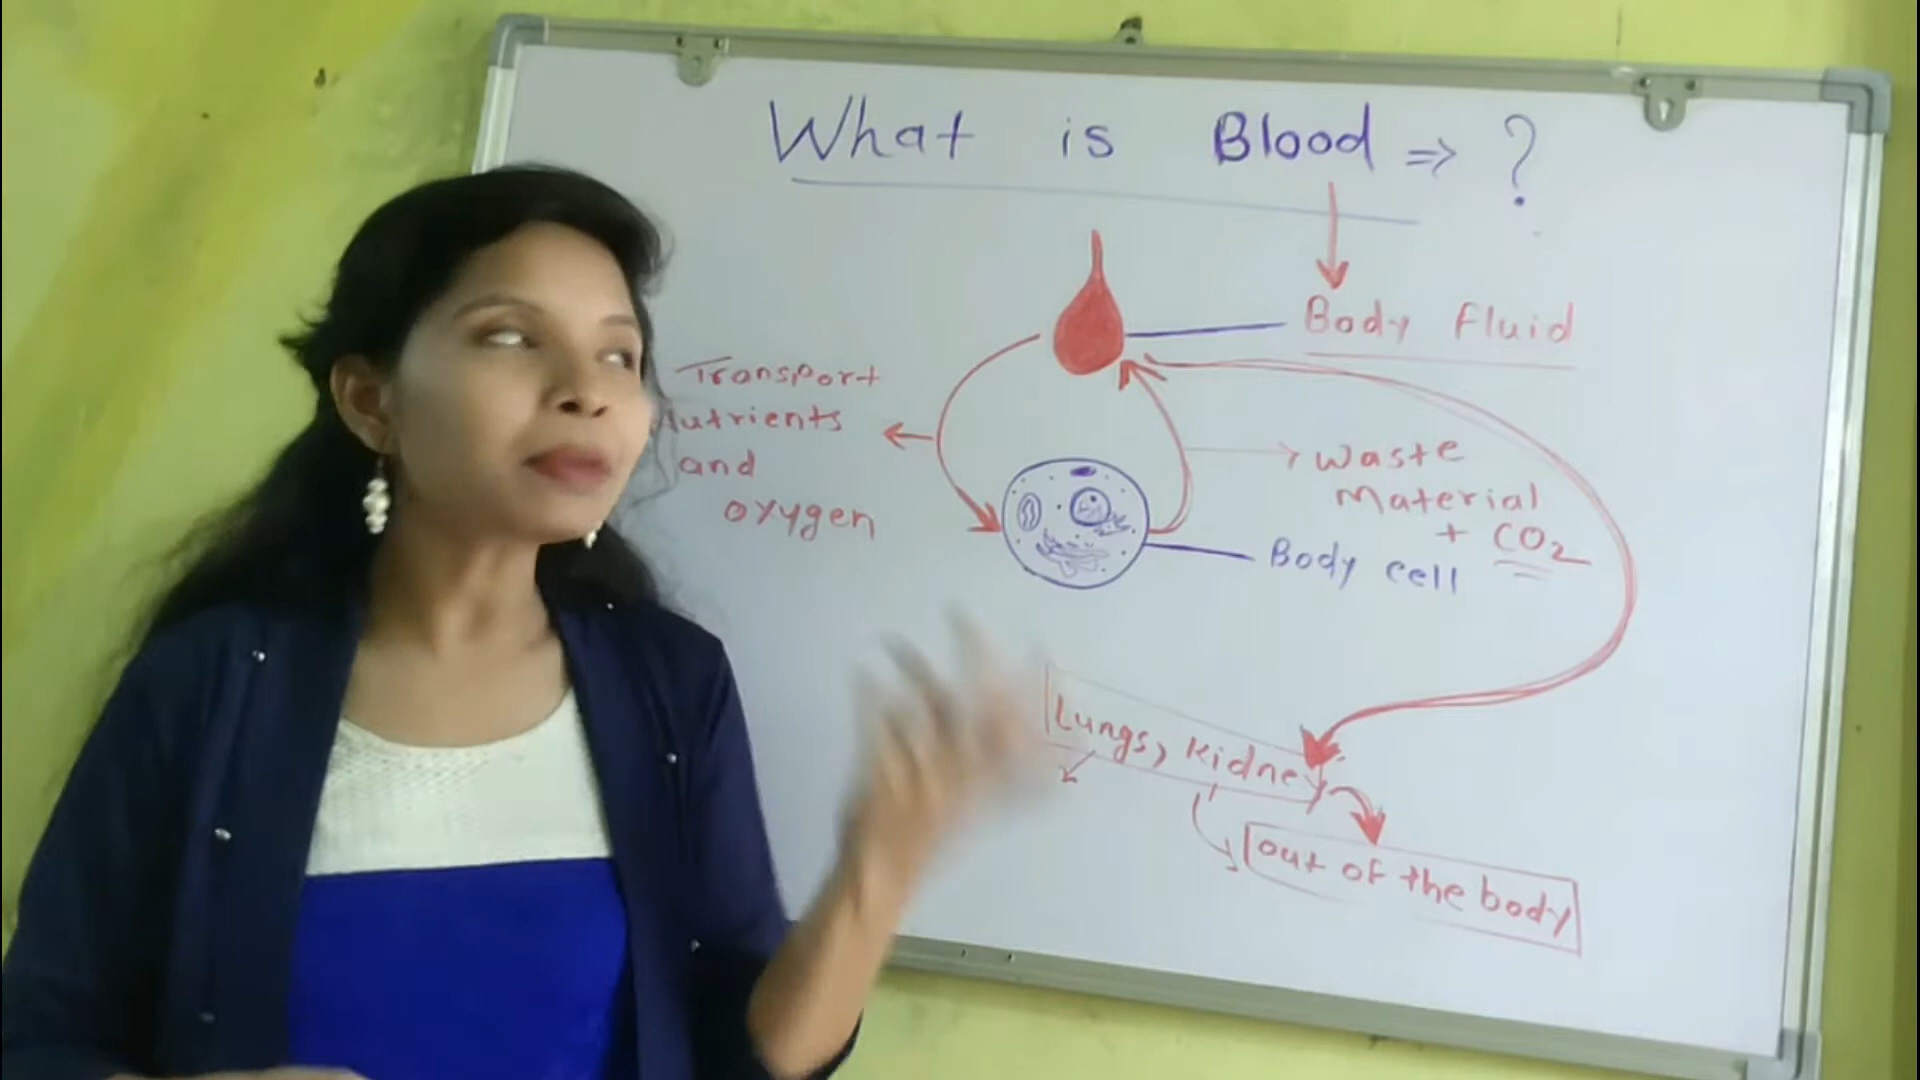 What is Blood ⇒ ?
Body Fluid
Transport
Nutrients
and
oxygen
Waste
Material
+ CO2
Body cell
Lungs, Kidney
out of the body